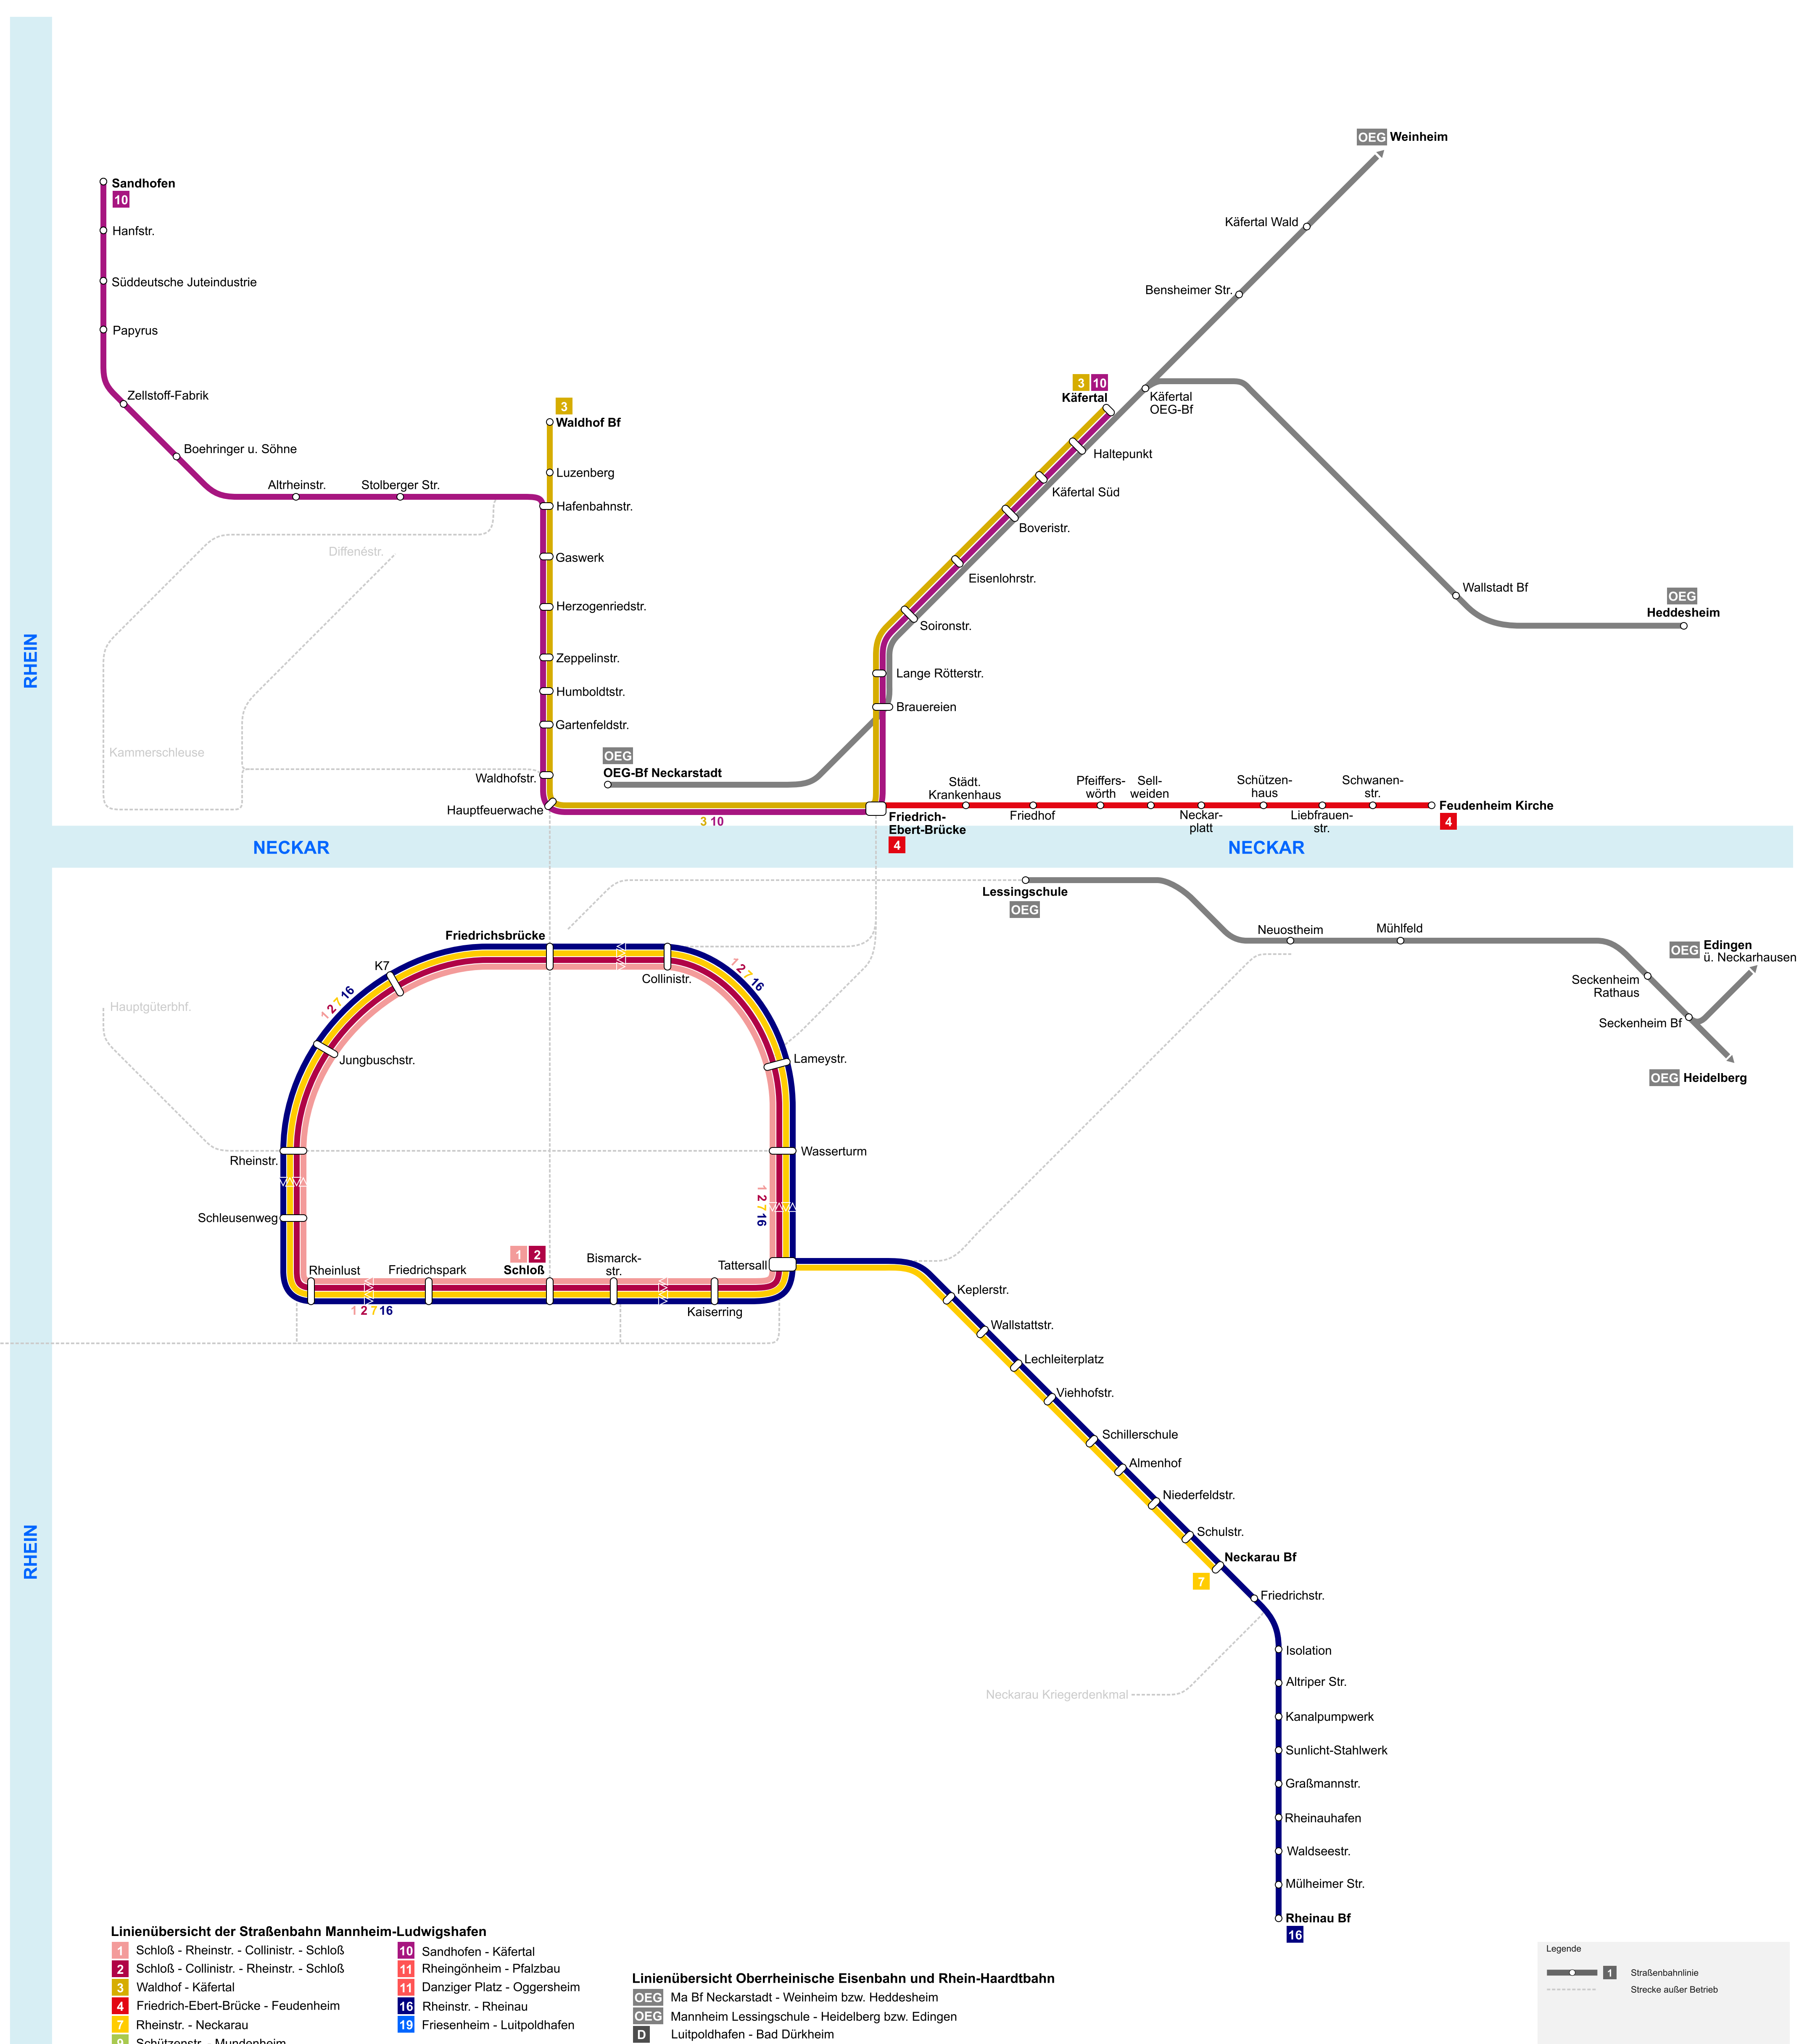 OEG Weinheim
Sandhofen
10
Käfertal Wald
Hanfstr.
Süddeutsche Juteindustrie
Bensheimer Str.
Papyrus
3 10
Käfertal
Käfertal
OEG-Bf
Zellstoff-Fabrik
3
Waldhof Bf
Boehringer u. Söhne
Haltepunkt
Luzenberg
Altrheinstr.
Stolberger Str.
Käfertal Süd
Hafenbahnstr.
Boveristr.
Diffenéstr.
Gaswerk
Eisenlohrstr.
Wallstadt Bf
OEG
Heddesheim
Herzogenriedstr.
Soironstr.
RHEIN
Zeppelinstr.
Lange Rötterstr.
Humboldtstr.
Brauereien
Gartenfeldstr.
Kammerschleuse
OEG
OEG-Bf Neckarstadt
Waldhofstr.
Städt.
Krankenhaus
Pfeiffers-
wörth
Sell-
weiden
Schützen-
haus
Schwanen-
str.
Hauptfeuerwache
3 10
Friedrich-
Ebert-Brücke
4
Friedhof
Neckar-
platt
Liebfrauen-
str.
Feudenheim Kirche
4
NECKAR
NECKAR
Lessingschule
OEG
Neuostheim
Mühlfeld
OEG Edingen
ü. Neckarhausen
Friedrichsbrücke
K7
Collinistr.
1 2 7 16
Seckenheim
Rathaus
1 2 7 16
Hauptgüterbhf.
Seckenheim Bf
Jungbuschstr.
Lameystr.
OEG Heidelberg
Rheinstr.
Wasserturm
1 2 7 16
Schleusenweg
1 2
Schloß
Bismarck-
str.
Tattersall
Rheinlust
Friedrichspark
1 2 7 16
Kaiserring
Keplerstr.
Wallstattstr.
Lechleiterplatz
Viehhofstr.
Schillerschule
Almenhof
Niederfeldstr.
Schulstr.
RHEIN
Neckarau Bf
7
Friedrichstr.
Isolation
Altriper Str.
Neckarau Kriegerdenkmal
Kanalpumpwerk
Sunlicht-Stahlwerk
Graßmannstr.
Rheinauhafen
Waldseestr.
Mülheimer Str.
Rheinau Bf
16
Linienübersicht der Straßenbahn Mannheim-Ludwigshafen
1 Schloß - Rheinstr. - Collinistr. - Schloß
2 Schloß - Collinistr. - Rheinstr. - Schloß
3 Waldhof - Käfertal
4 Friedrich-Ebert-Brücke - Feudenheim
7 Rheinstr. - Neckarau
9 Schützenstr. - Mundenheim
10 Sandhofen - Käfertal
11 Rheingönheim - Pfalzbau
11 Danziger Platz - Oggersheim
16 Rheinstr. - Rheinau
19 Friesenheim - Luitpoldhafen
Linienübersicht Oberrheinische Eisenbahn und Rhein-Haardtbahn
OEG Ma Bf Neckarstadt - Weinheim bzw. Heddesheim
OEG Mannheim Lessingschule - Heidelberg bzw. Edingen
D Luitpoldhafen - Bad Dürkheim
Legende
1 Straßenbahnlinie
Strecke außer Betrieb